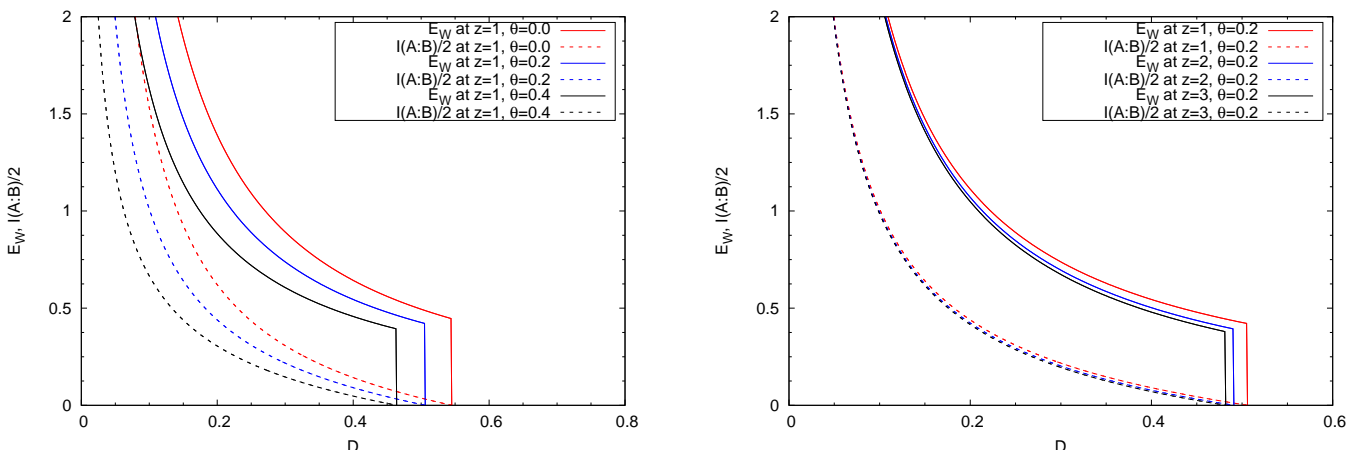 2
1.5
1
0.5
0
E_W, I(A:B)/2
E_W at z=1, θ=0.0
I(A:B)/2 at z=1, θ=0.0
E_W at z=1, θ=0.2
I(A:B)/2 at z=1, θ=0.2
E_W at z=1, θ=0.4
I(A:B)/2 at z=1, θ=0.4
0 0.2 0.4 0.6 0.8
D
2
1.5
1
0.5
0
E_W, I(A:B)/2
E_W at z=1, θ=0.2
I(A:B)/2 at z=1, θ=0.2
E_W at z=2, θ=0.2
I(A:B)/2 at z=2, θ=0.2
E_W at z=3, θ=0.2
I(A:B)/2 at z=3, θ=0.2
0 0.2 0.4 0.6
D